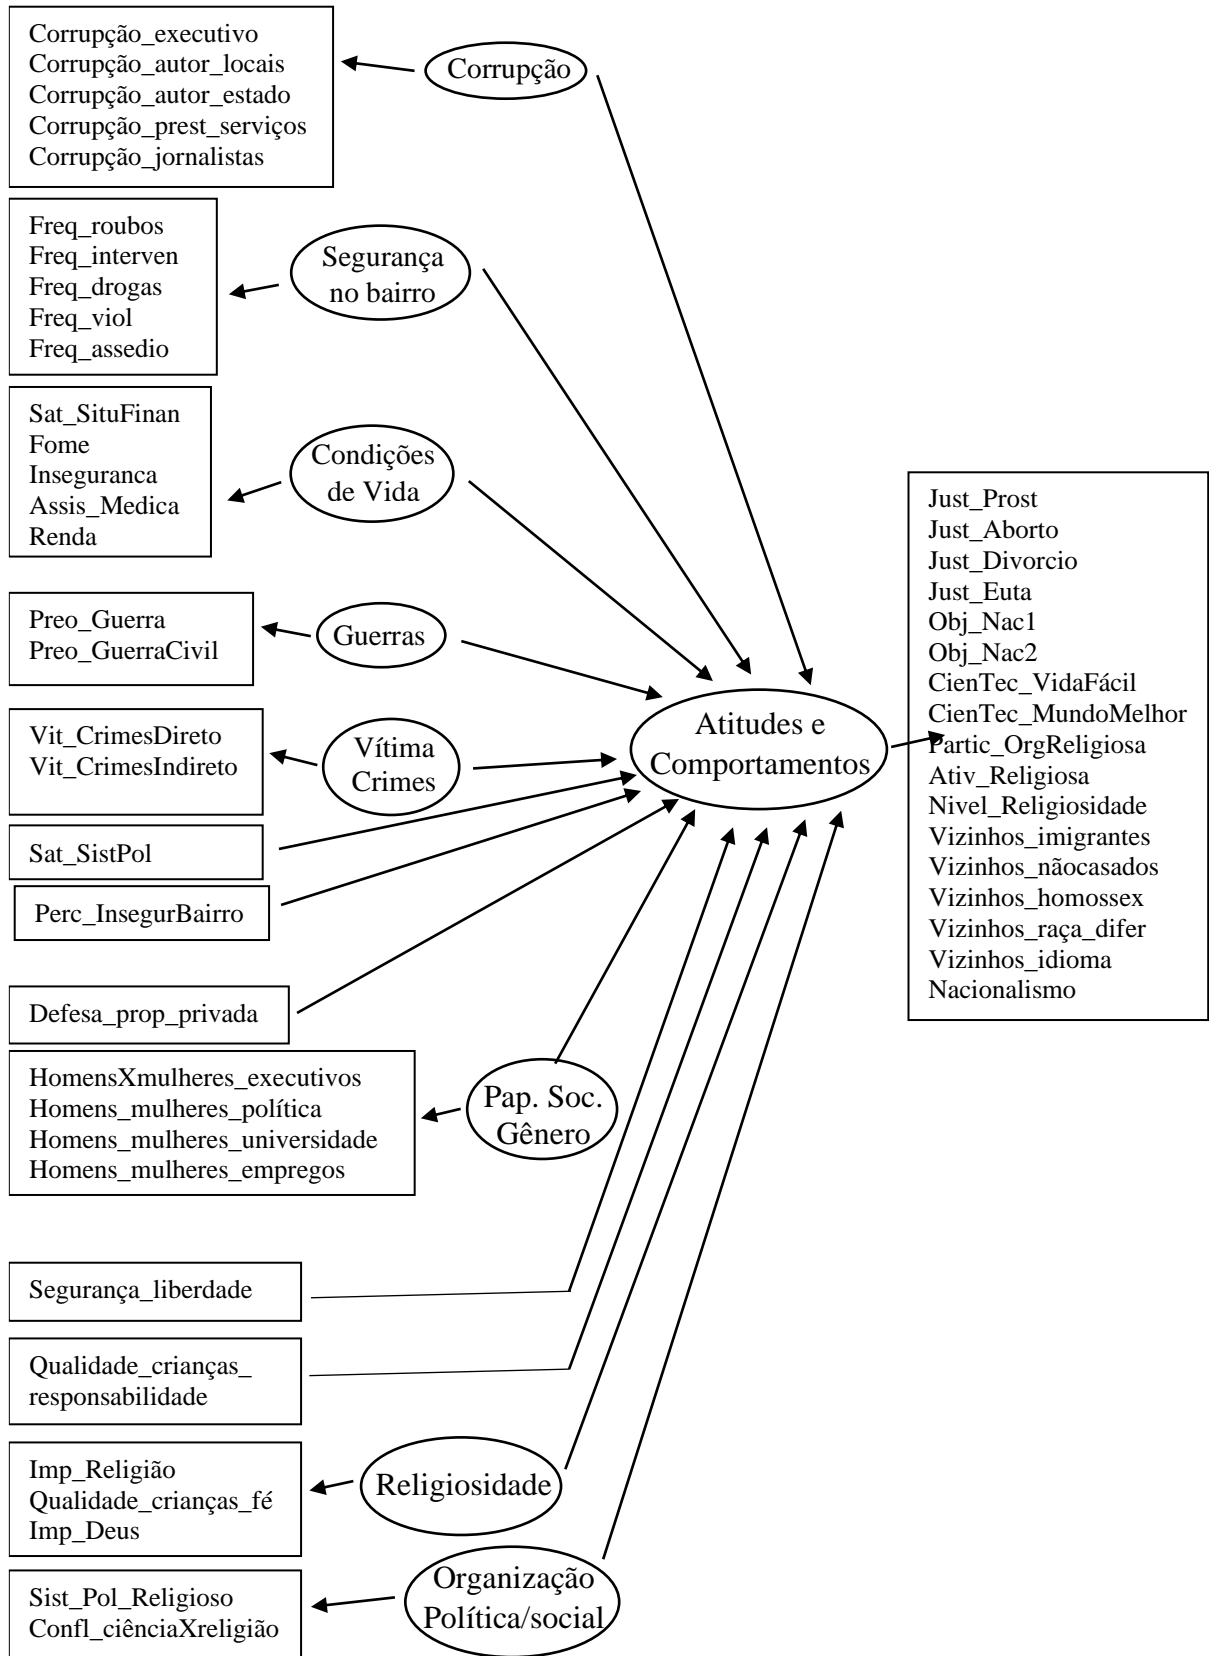 Corrupção_executivo
Corrupção_autor_locais
Corrupção_autor_estado
Corrupção_prest_serviços
Corrupção_jornalistas
Corrupção
Freq_roubos
Freq_interven
Freq_drogas
Freq_viol
Freq_assedio
Segurança
no bairro
Sat_SituFinan
Fome
Inseguranca
Assis_Medica
Renda
Condições
de Vida
Preo_Guerra
Preo_GuerraCivil
Guerras
Vit_CrimesDireto
Vit_CrimesIndireto
Vítima
Crimes
Sat_SistPol
Perc_InsegurBairro
Defesa_prop_privada
HomensXmulheres_executivos
Homens_mulheres_política
Homens_mulheres_universidade
Homens_mulheres_empregos
Pap. Soc.
Gênero
Segurança_liberdade
Qualidade_crianças_
responsabilidade
Imp_Religião
Qualidade_crianças_fé
Imp_Deus
Religiosidade
Sist_Pol_Religioso
Confl_ciênciaXreligião
Organização
Política/social
Atitudes e
Comportamentos
Just_Prost
Just_Aborto
Just_Divorcio
Just_Euta
Obj_Nac1
Obj_Nac2
CienTec_VidaFácil
CienTec_MundoMelhor
Partic_OrgReligiosa
Ativ_Religiosa
Nivel_Religiosidade
Vizinhos_imigrantes
Vizinhos_nãocasados
Vizinhos_homossex
Vizinhos_raça_difer
Vizinhos_idioma
Nacionalismo